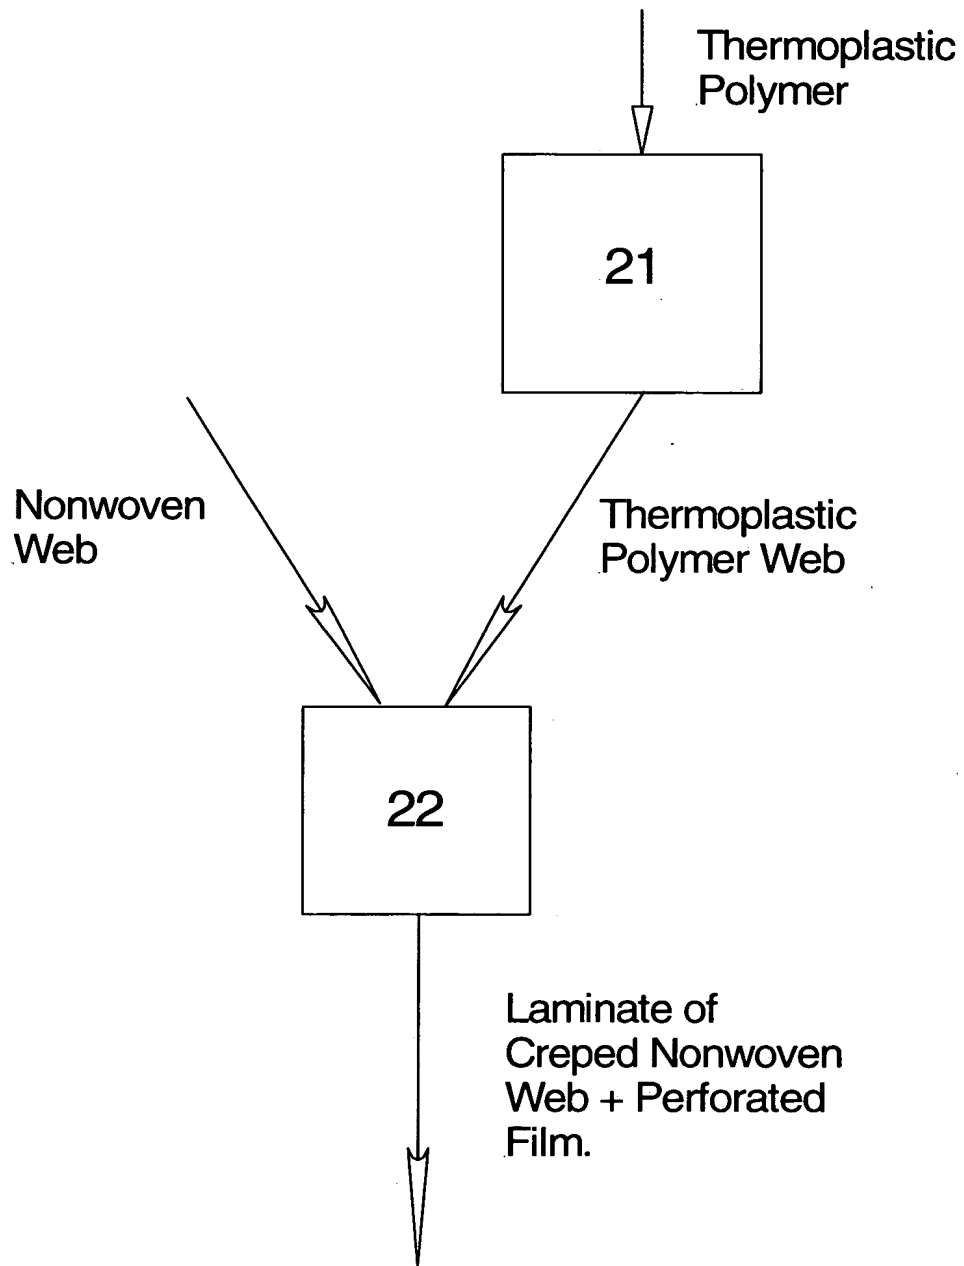 Thermoplastic
Polymer
21
Nonwoven
Web
Thermoplastic
Polymer Web
22
Laminate of
Creped Nonwoven
Web + Perforated
Film.